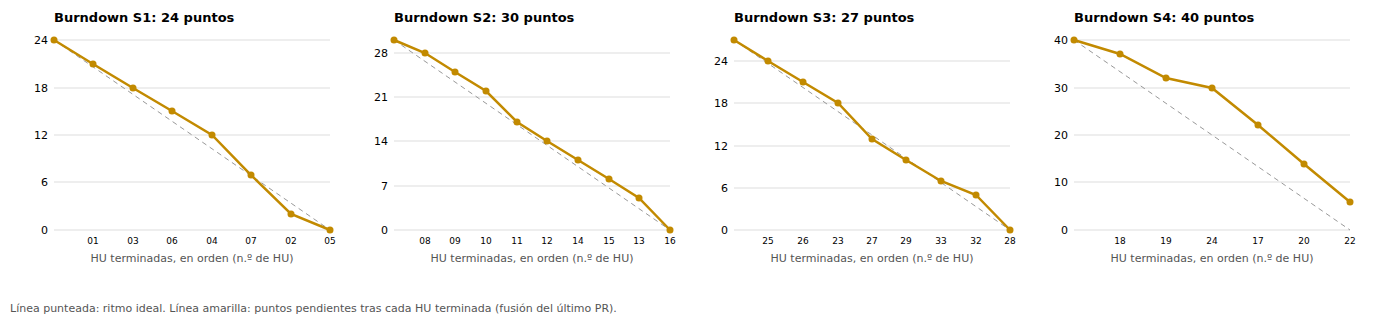 Burndown S1: 24 puntos
24
18
12
6
0
01 03 06 04 07 02 05
HU terminadas, en orden (n.º de HU)
Burndown S2: 30 puntos
28
21
14
7
0
08 09 10 11 12 14 15 13 16
HU terminadas, en orden (n.º de HU)
Burndown S3: 27 puntos
24
18
12
6
0
25 26 23 27 29 33 32 28
HU terminadas, en orden (n.º de HU)
Burndown S4: 40 puntos
40
30
20
10
0
18 19 24 17 20 22
HU terminadas, en orden (n.º de HU)
Línea punteada: ritmo ideal. Línea amarilla: puntos pendientes tras cada HU terminada (fusión del último PR).